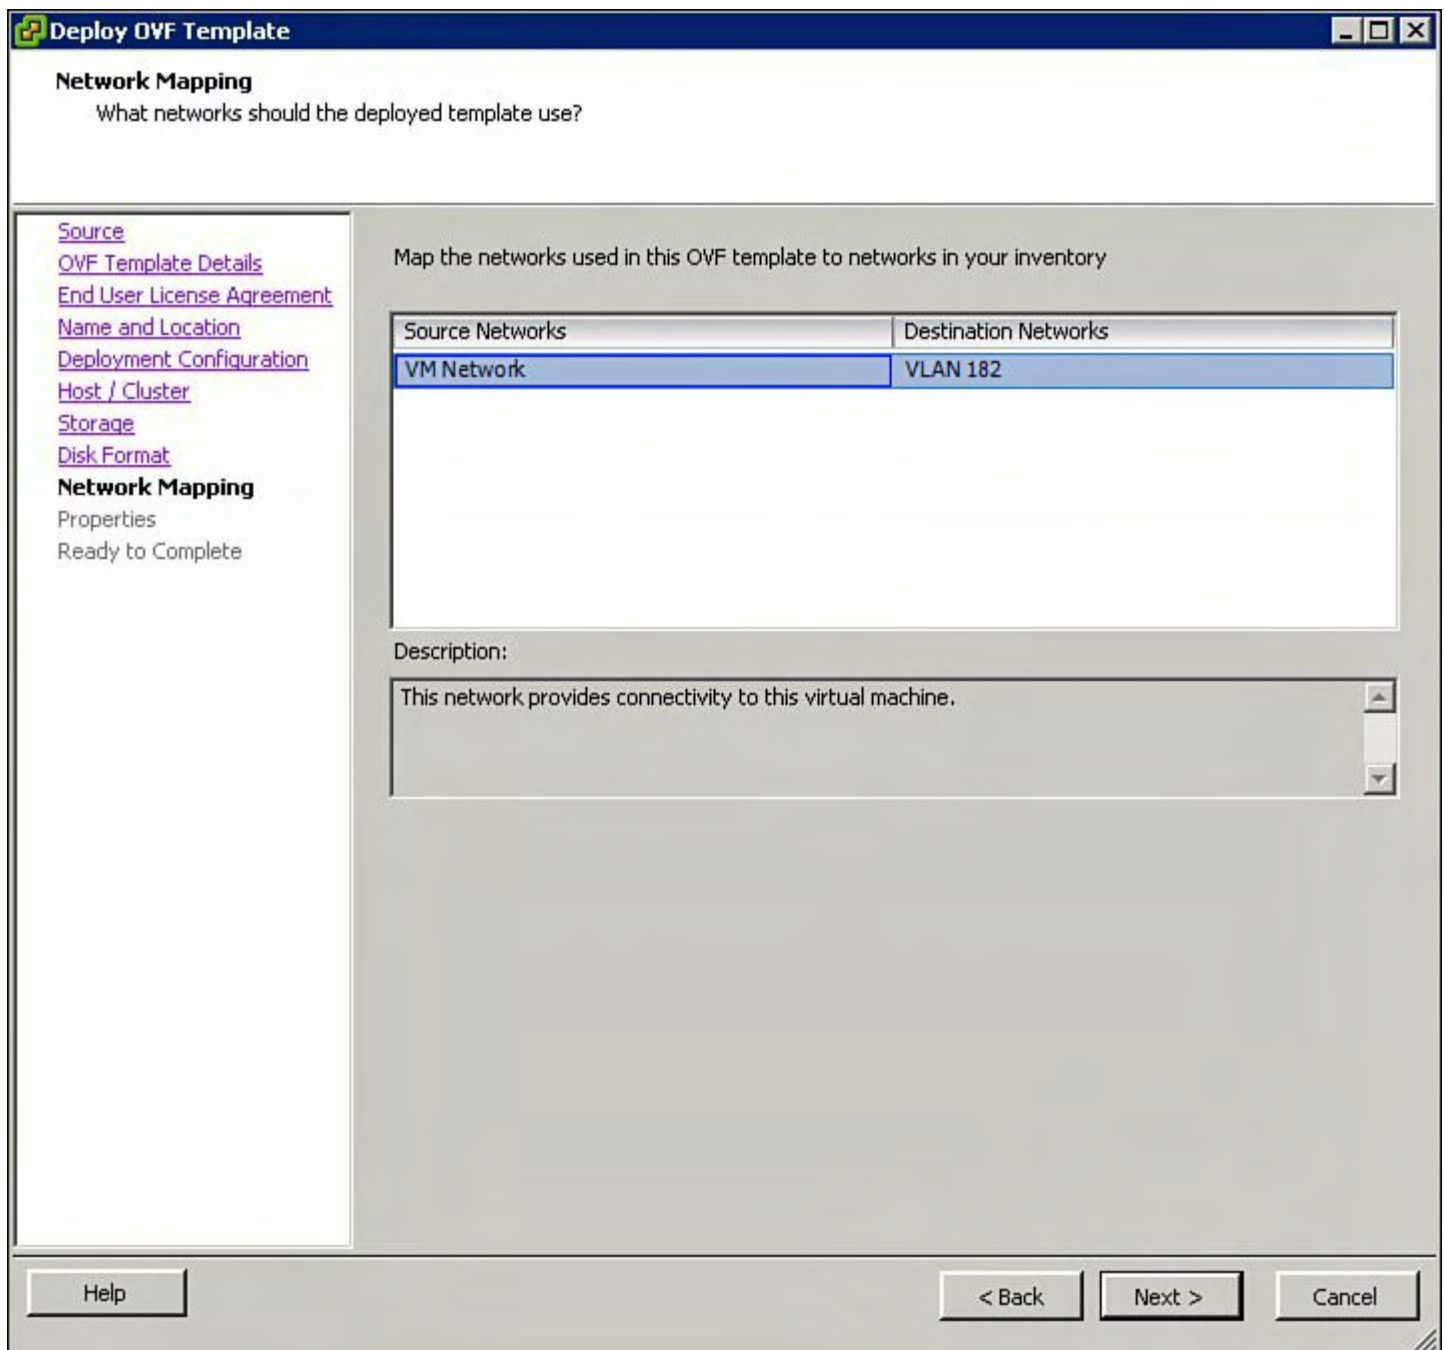 Deploy OVF Template
Network Mapping
What networks should the deployed template use?
Source
OVF Template Details
End User License Agreement
Name and Location
Deployment Configuration
Host / Cluster
Storage
Disk Format
Network Mapping
Properties
Ready to Complete
Map the networks used in this OVF template to networks in your inventory
Source Networks Destination Networks
VM Network VLAN 182
Description:
This network provides connectivity to this virtual machine.
Help < Back Next > Cancel